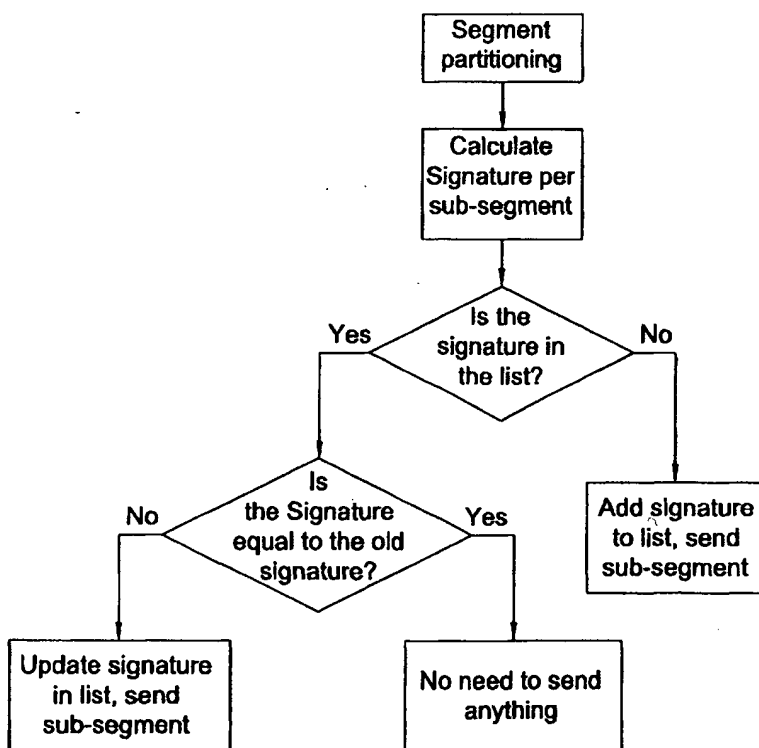 Segment
partitioning
Calculate
Signature per
sub-segment
Is the
signature in
the list?
Yes
No
Is
the Signature
equal to the old
signature?
No
Yes
Add signature
to list, send
sub-segment
Update signature
in list, send
sub-segment
No need to send
anything